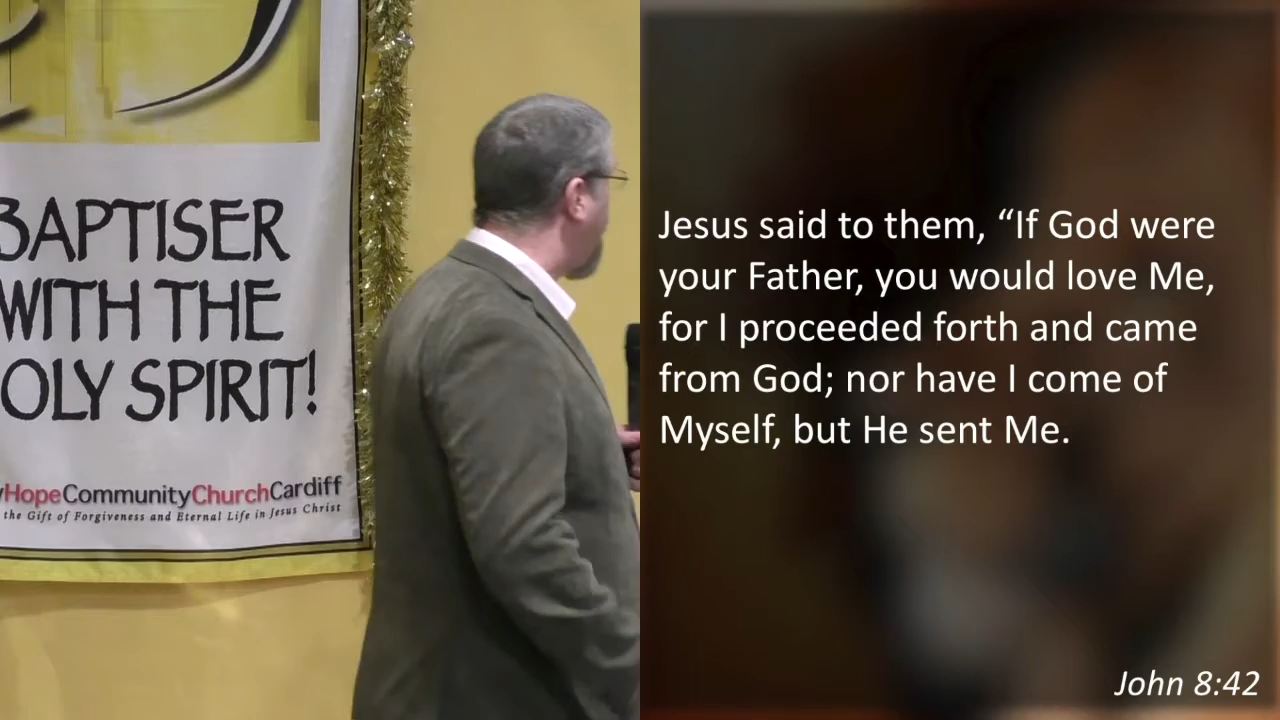 BAPTISER
WITH THE
OLY SPIRIT!
HopeCommunityChurchCardiff
the Gift of Forgiveness and Eternal Life in Jesus Christ
Jesus said to them, “If God were
your Father, you would love Me,
for I proceeded forth and came
from God; nor have I come of
Myself, but He sent Me.
John 8:42